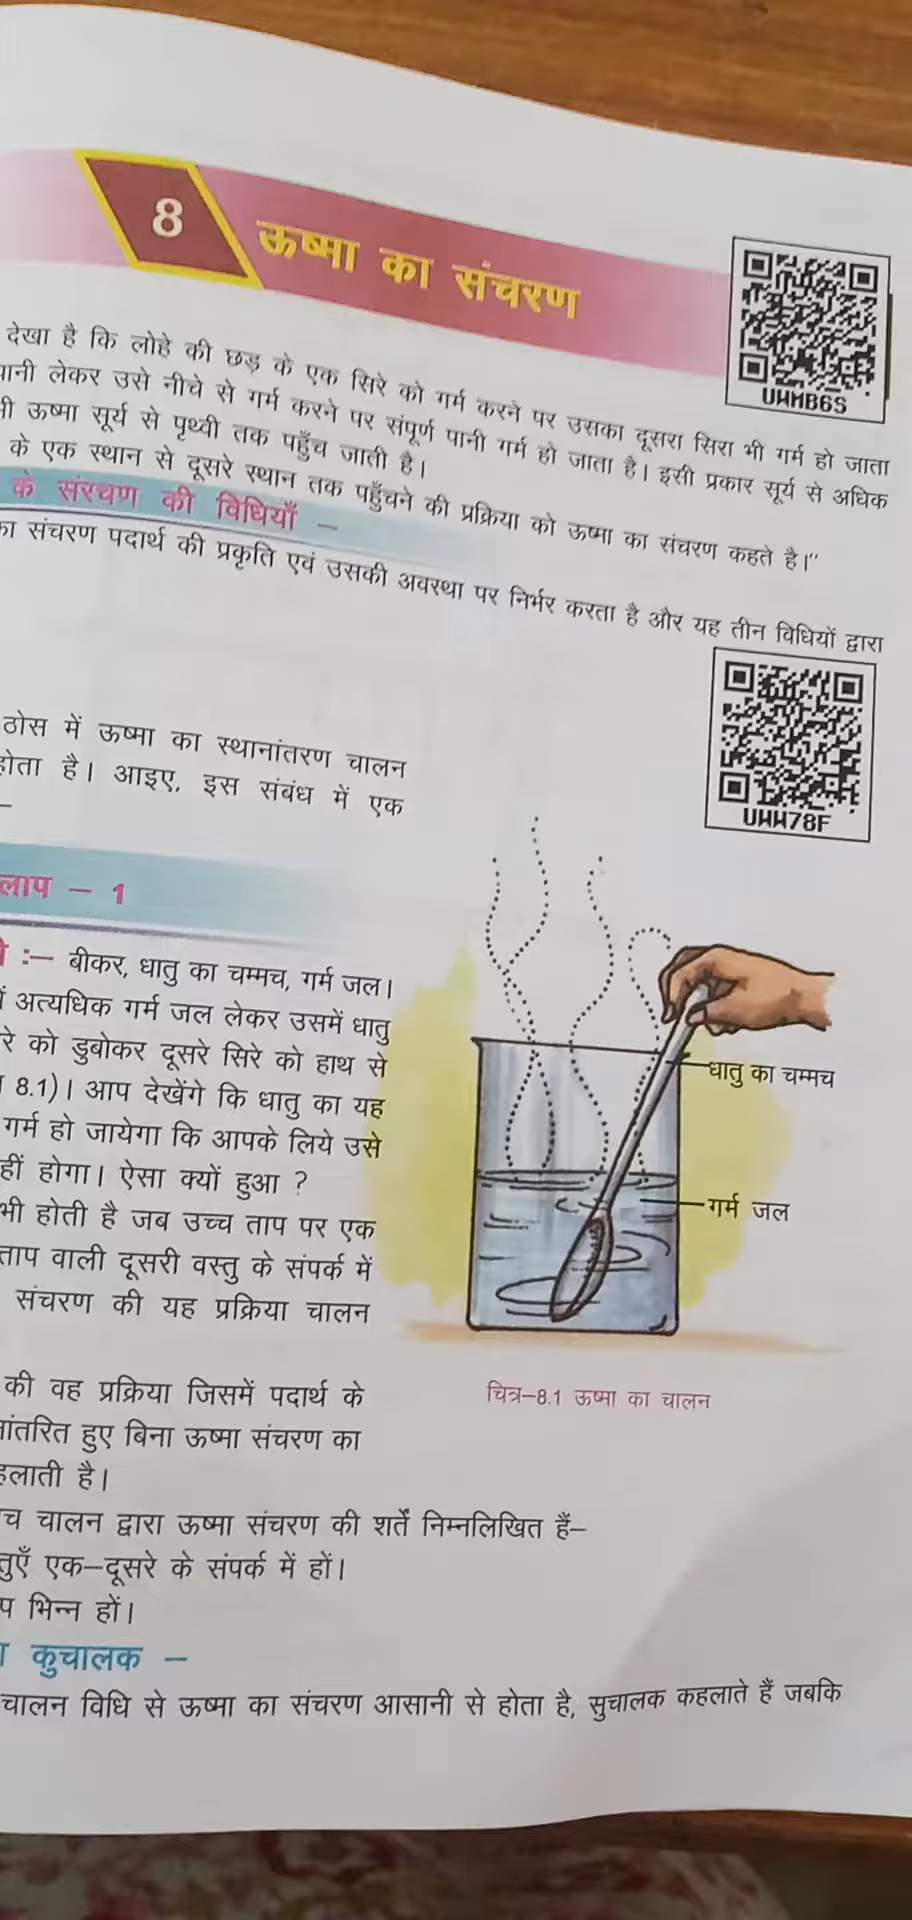 8
ऊष्मा का संचरण
UWMB6S
देखा है कि लोहे की छड़ के एक सिरे को गर्म करने पर उसका दूसरा सिरा भी गर्म हो जाता
लेकर उसे नीचे से गर्म करने पर संपूर्ण पानी गर्म हो जाता है। इसी प्रकार सूर्य से अधिक
ऊष्मा सूर्य से पृथ्वी तक पहुँच जाती है।
के एक स्थान से दूसरे स्थान तक पहुँचने की प्रक्रिया को ऊष्मा का संचरण कहते है।"
के संरचण की विधियाँ –
संचरण पदार्थ की प्रकृति एवं उसकी अवस्था पर निर्भर करता है और यह तीन विधियों द्वारा
UWW78F
ठोस में ऊष्मा का स्थानांतरण चालन
होता है। आइए, इस संबंध में एक
–
लाप – 1
:— बीकर, धातु का चम्मच, गर्म जल।
अत्यधिक गर्म जल लेकर उसमें धातु
रे को डुबोकर दूसरे सिरे को हाथ से
8.1)। आप देखेंगे कि धातु का यह
गर्म हो जायेगा कि आपके लिये उसे
हीं होगा। ऐसा क्यों हुआ ?
भी होती है जब उच्च ताप पर एक
ताप वाली दूसरी वस्तु के संपर्क में
संचरण की यह प्रक्रिया चालन
धातु का चम्मच
गर्म जल
चित्र–8.1 ऊष्मा का चालन
की वह प्रक्रिया जिसमें पदार्थ के
नांतरित हुए बिना ऊष्मा संचरण का
हलाती है।
च चालन द्वारा ऊष्मा संचरण की शर्तें निम्नलिखित हैं–
तुएँ एक–दूसरे के संपर्क में हों।
प भिन्न हों।
कुचालक –
चालन विधि से ऊष्मा का संचरण आसानी से होता है, सुचालक कहलाते हैं जबकि